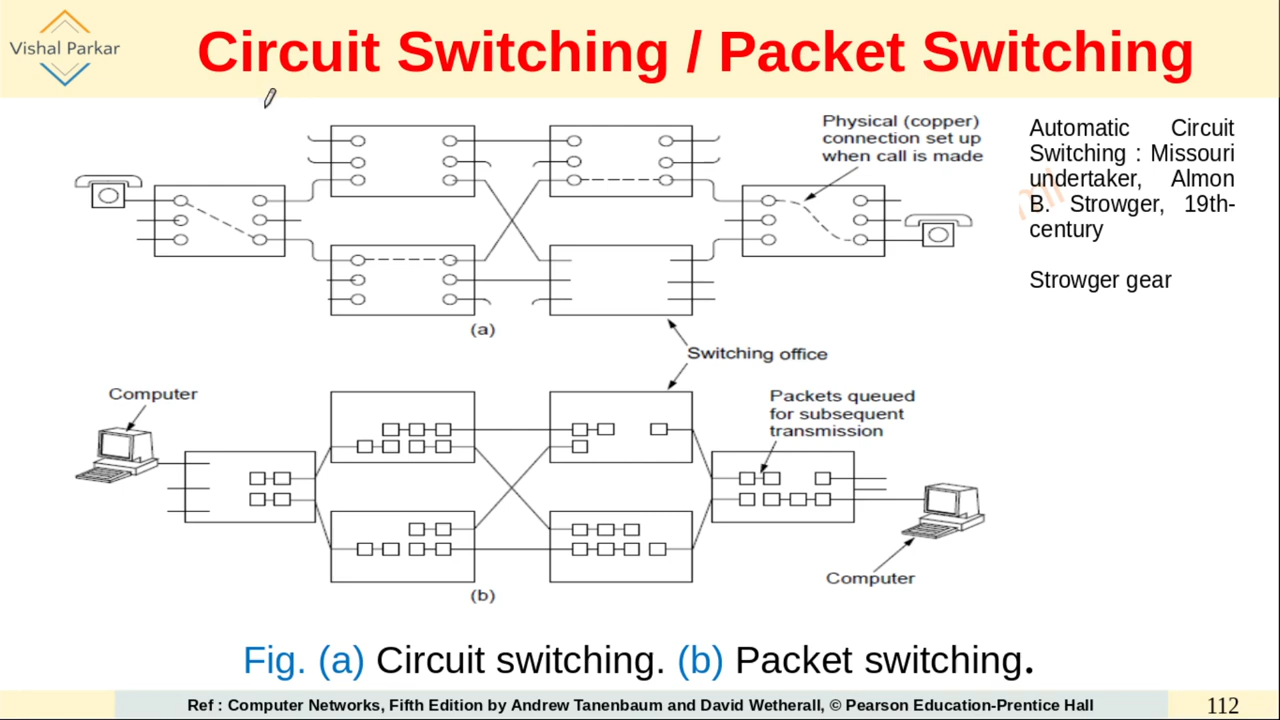 Vishal Parkar
Circuit Switching / Packet Switching
Physical (copper)
connection set up
when call is made
Automatic Circuit
Switching : Missouri
undertaker, Almon
B. Strowger, 19th-
century
Strowger gear
(a)
Switching office
Computer
Packets queued
for subsequent
transmission
Computer
(b)
Fig. (a) Circuit switching. (b) Packet switching.
Ref : Computer Networks, Fifth Edition by Andrew Tanenbaum and David Wetherall, © Pearson Education-Prentice Hall
112